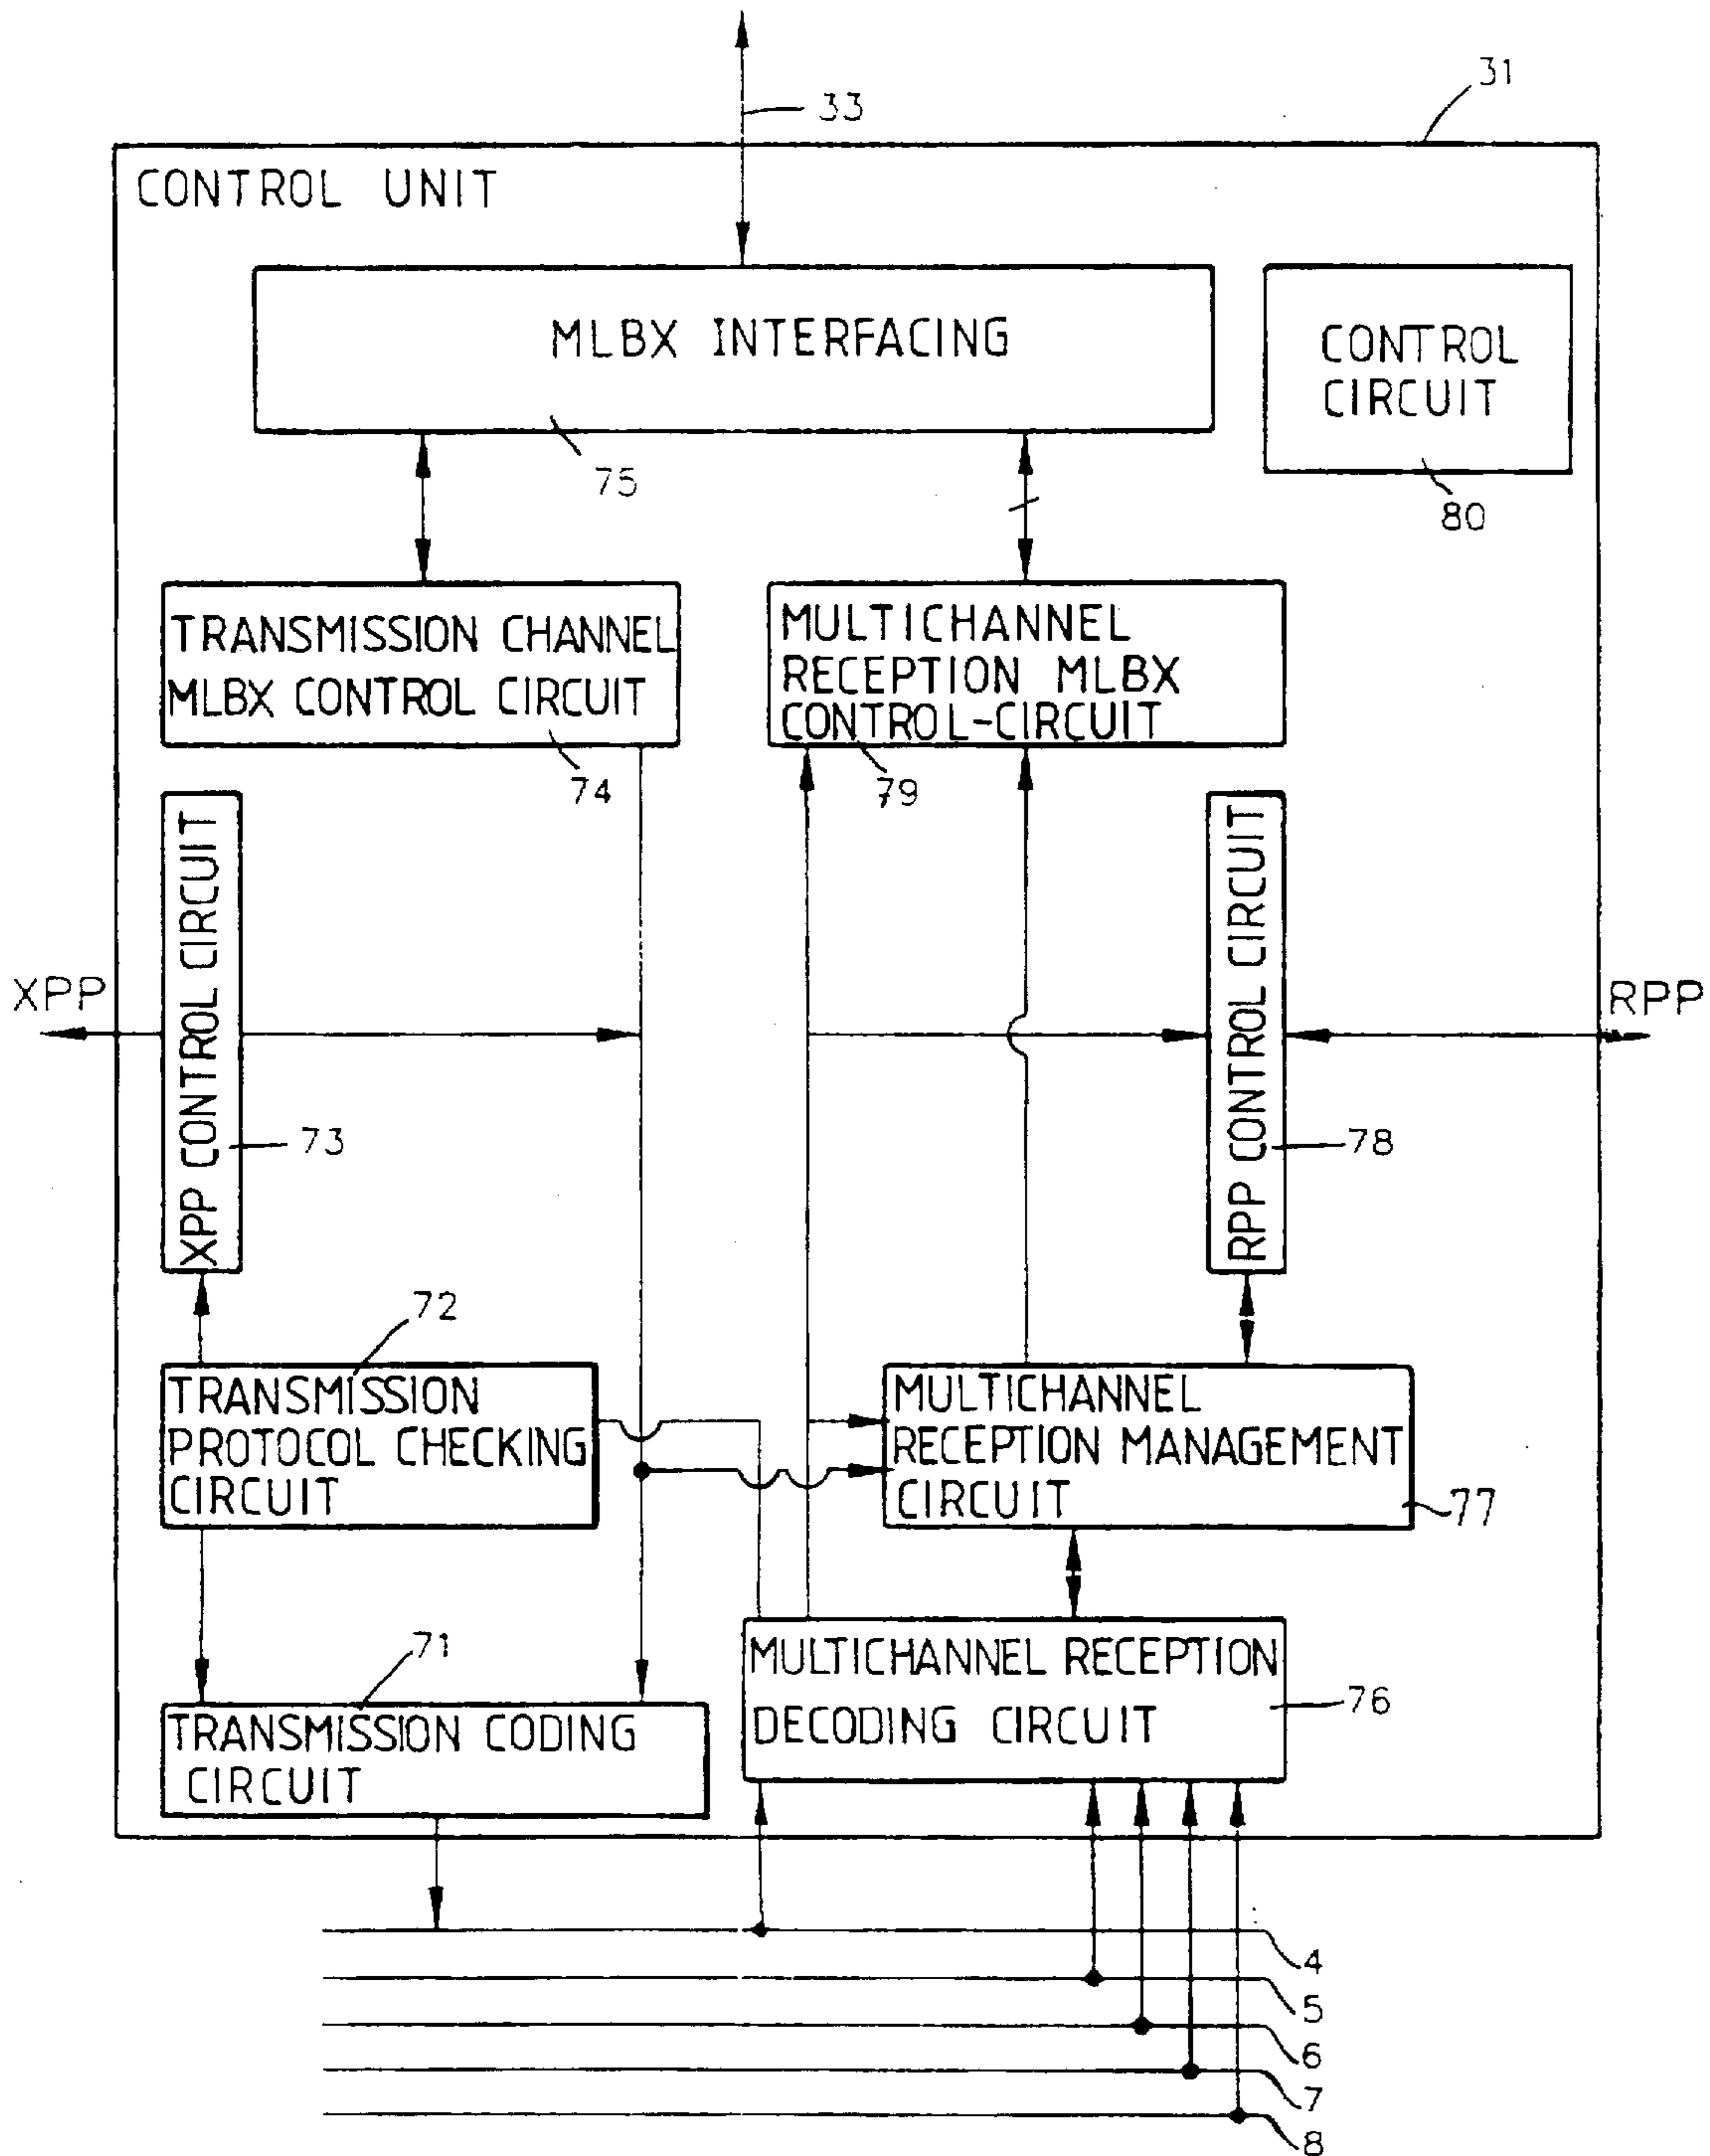 33
31
CONTROL UNIT
MLBX INTERFACING
75
CONTROL
CIRCUIT
80
TRANSMISSION CHANNEL
MLBX CONTROL CIRCUIT
74
MULTICHANNEL
RECEPTION MLBX
CONTROL-CIRCUIT
79
XPP
XPP CONTROL CIRCUIT
73
RPP CONTROL CIRCUIT
78
RPP
72
TRANSMISSION
PROTOCOL CHECKING
CIRCUIT
MULTICHANNEL
RECEPTION MANAGEMENT
CIRCUIT
77
71
TRANSMISSION CODING
CIRCUIT
MULTICHANNEL RECEPTION
DECODING CIRCUIT
76
4
5
6
7
8